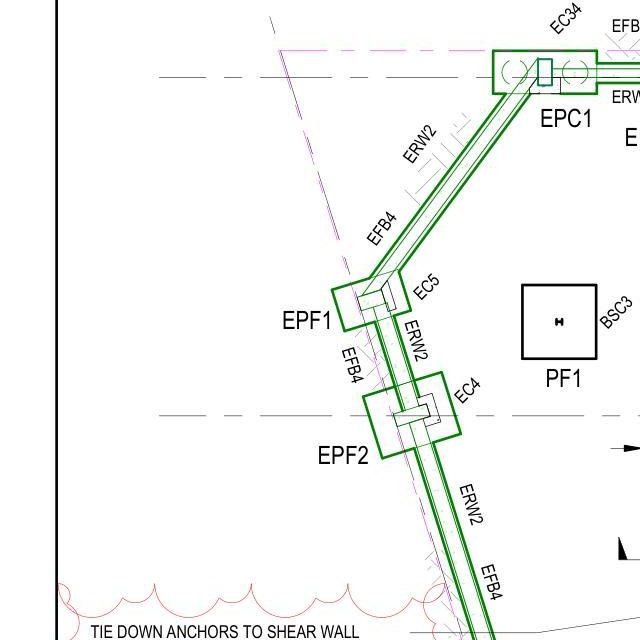 EC34
EFB
ERW
EPC1
E
ERW2
EFB4
EC5
EPF1
ERW2
EFB4
BSC3
PF1
EC4
EPF2
ERW2
EFB4
TIE DOWN ANCHORS TO SHEAR WALL